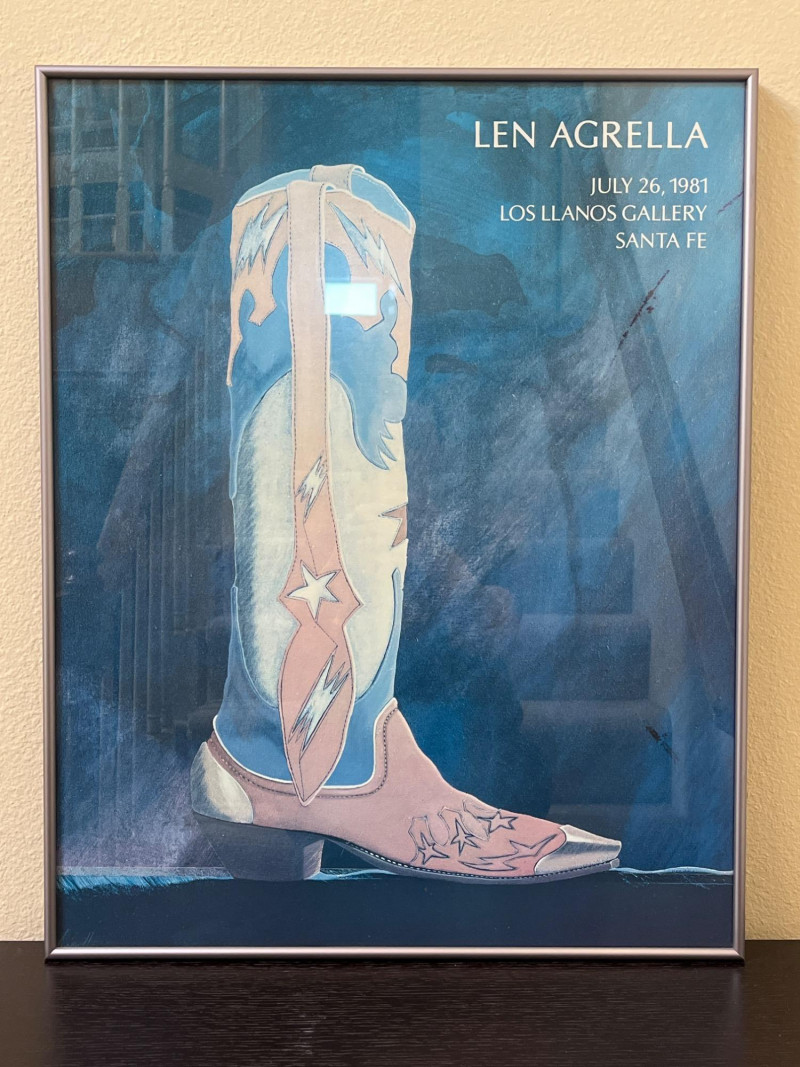 LEN AGRELLA
JULY 26, 1981
LOS LLANOS GALLERY
SANTA FE